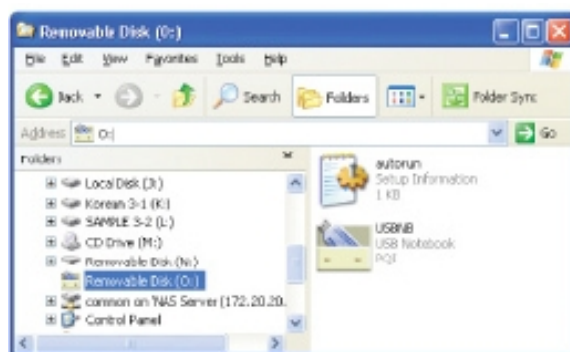 Removable Disk (O:)
File Edit View Favorites Tools Help
Back Search Folders Folder Sync
Address O:\ Go
Folders
Local Disk (J:)
Korean 3-1 (K:)
SAMPLE 3-2 (L:)
CD Drive (M:)
Removable Disk (N:)
Removable Disk (O:)
common on 'NAS Server (172.20.20.
Control Panel
autorun
Setup Information
1 KB
USBNB
USB Notebook
PQI